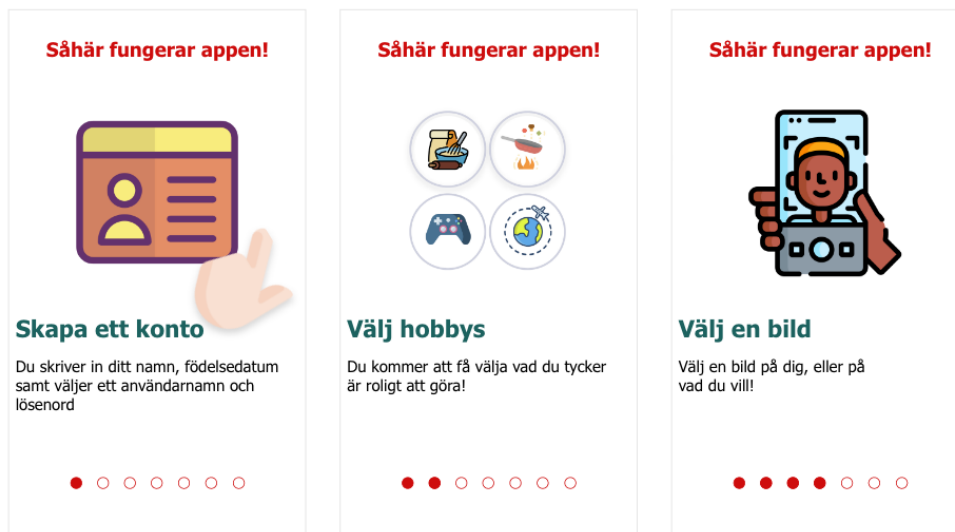 Såhär fungerar appen!
Skapa ett konto
Du skriver in ditt namn, födelsedatum
samt väljer ett användarnamn och
lösenord
Såhär fungerar appen!
Välj hobbys
Du kommer att få välja vad du tycker
är roligt att göra!
Såhär fungerar appen!
Välj en bild
Välj en bild på dig, eller på
vad du vill!